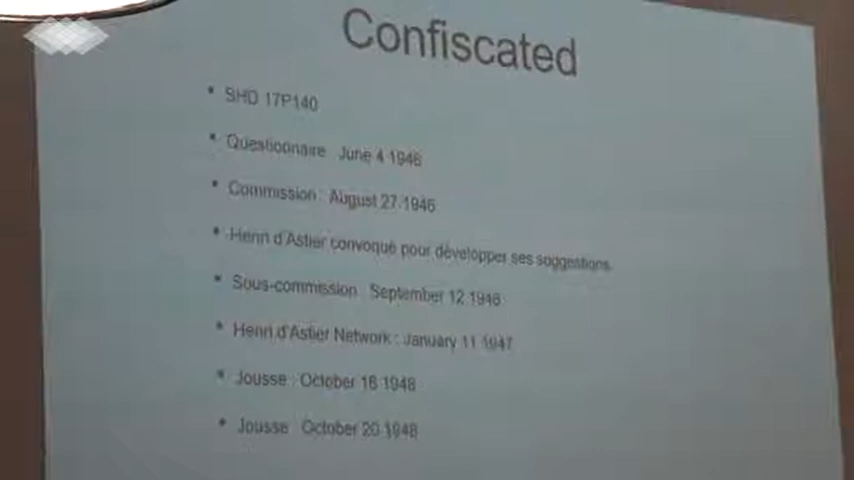 Confiscated
• SHD 17P140
• Questionnaire : June 4 1946
• Commission : August 27 1946
• Henri d'Astier convoqué pour développer ses suggestions.
• Sous-commission : September 12 1946
• Henri d'Astier Network : January 11 1947
• Jousse : October 16 1948
• Jousse : October 20 1948